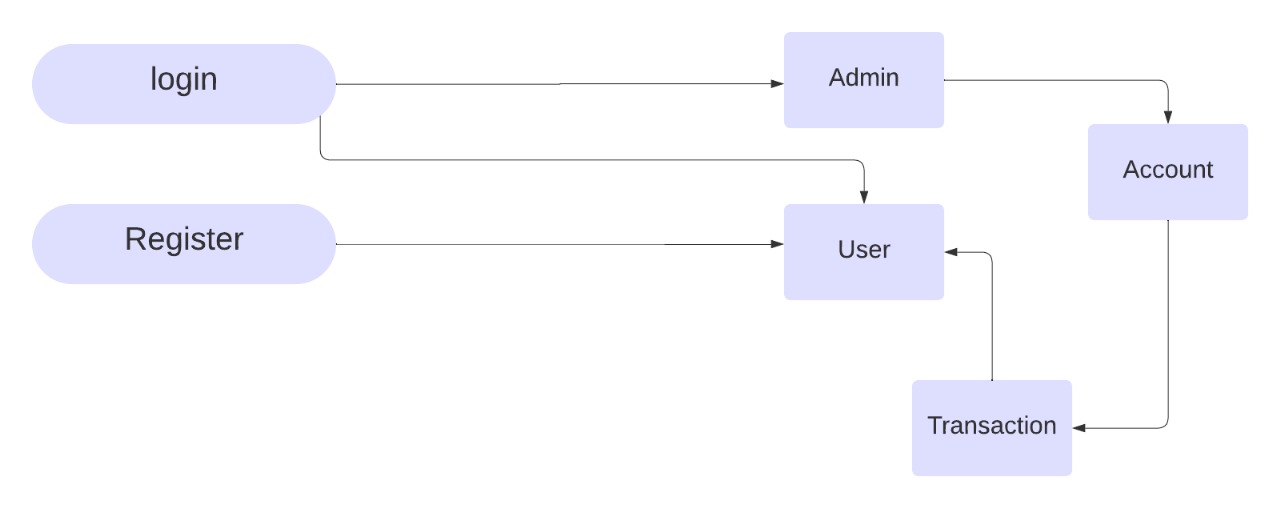 login
Admin
Account
Register
User
Transaction